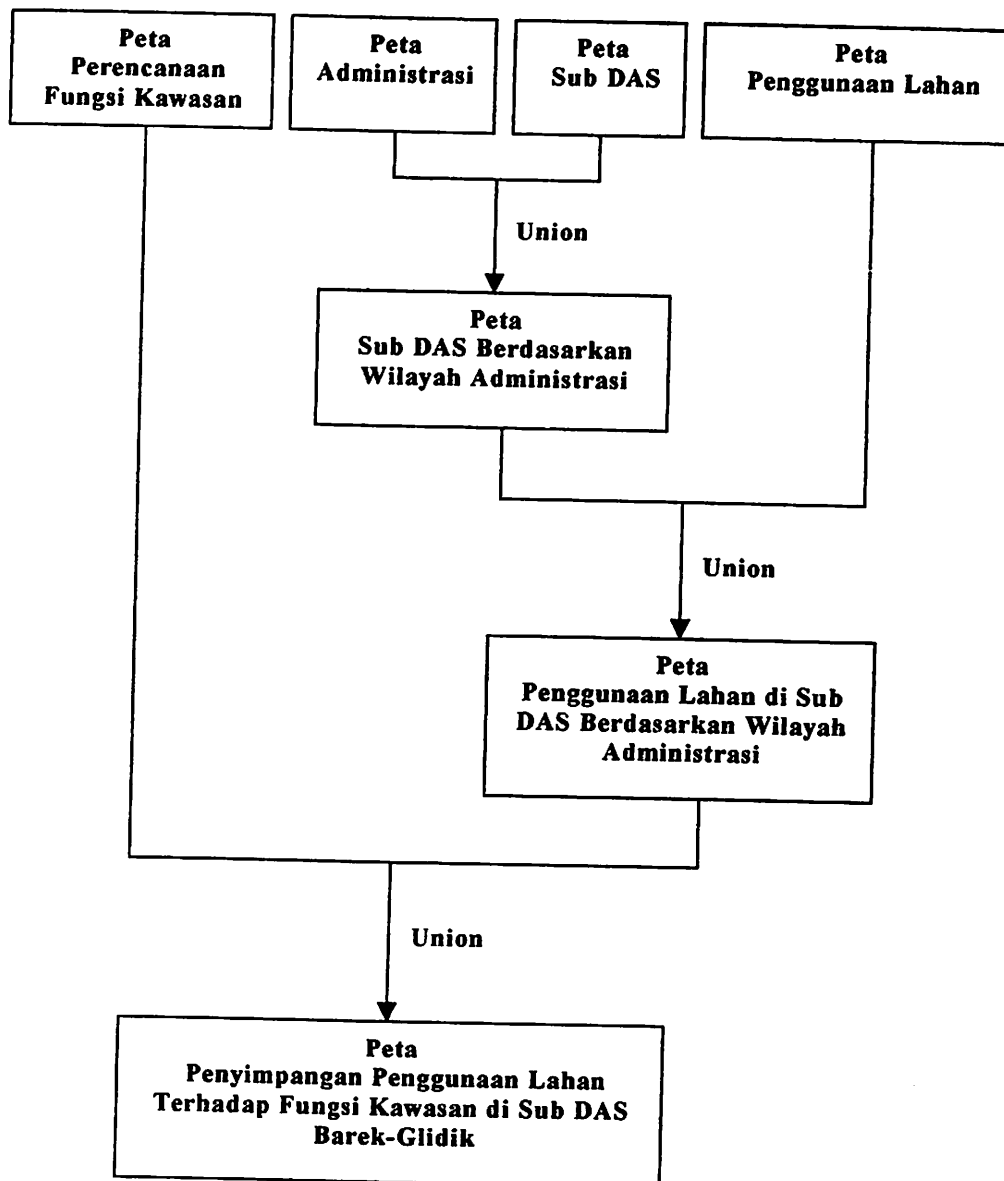 Peta
Perencanaan
Fungsi Kawasan
Peta
Administrasi
Peta
Sub DAS
Peta
Penggunaan Lahan
Union
Peta
Sub DAS Berdasarkan
Wilayah Administrasi
Union
Peta
Penggunaan Lahan di Sub
DAS Berdasarkan Wilayah
Administrasi
Union
Peta
Penyimpangan Penggunaan Lahan
Terhadap Fungsi Kawasan di Sub DAS
Barek-Glidik